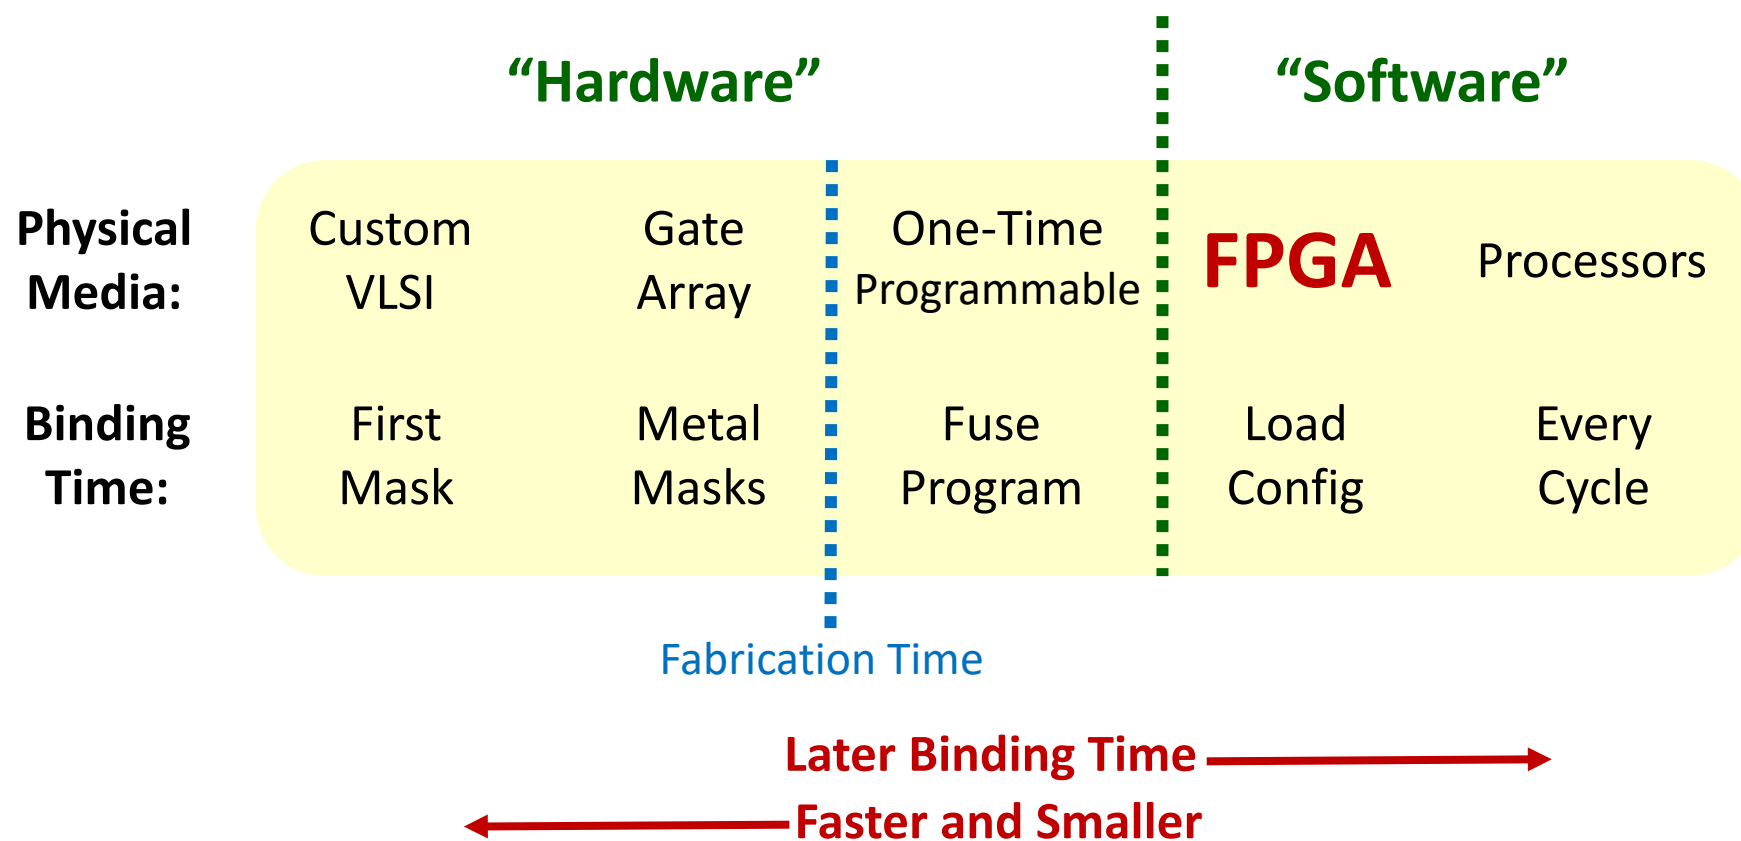 “Hardware” “Software”
Physical Media: Custom VLSI Gate Array One-Time Programmable FPGA Processors
Binding Time: First Mask Metal Masks Fuse Program Load Config Every Cycle
Fabrication Time
Later Binding Time
Faster and Smaller